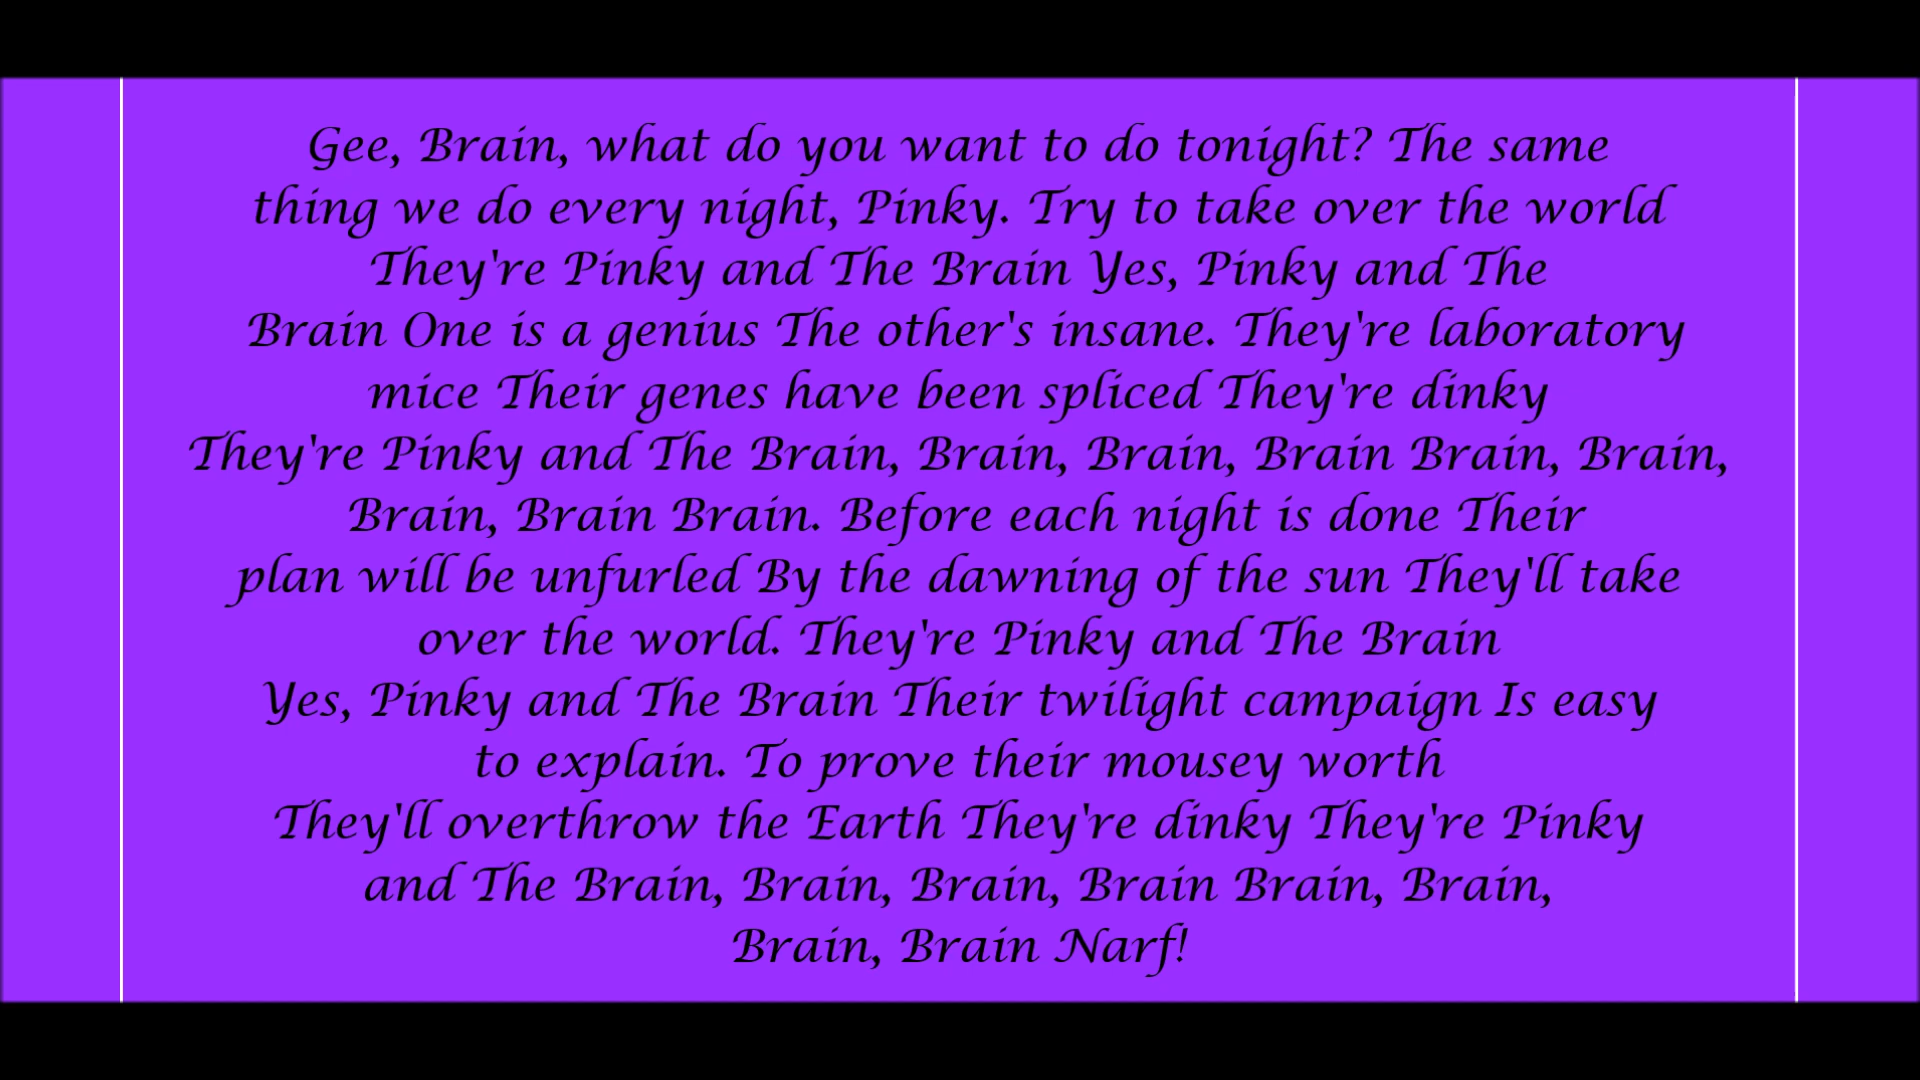 Gee, Brain, what do you want to do tonight? The same
thing we do every night, Pinky. Try to take over the world
They're Pinky and The Brain Yes, Pinky and The
Brain One is a genius The other's insane. They're laboratory
mice Their genes have been spliced They're dinky
They're Pinky and The Brain, Brain, Brain, Brain Brain, Brain,
Brain, Brain Brain. Before each night is done Their
plan will be unfurled By the dawning of the sun They'll take
over the world. They're Pinky and The Brain
Yes, Pinky and The Brain Their twilight campaign Is easy
to explain. To prove their mousey worth
They'll overthrow the Earth They're dinky They're Pinky
and The Brain, Brain, Brain, Brain Brain, Brain,
Brain, Brain Narf!